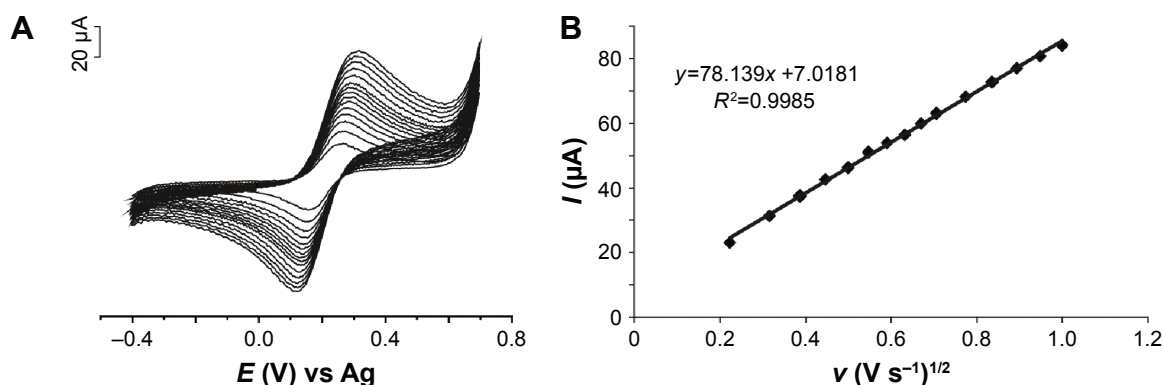 A
20 µA
–0.4 0.0 0.4 0.8
E (V) vs Ag
B
y=78.139x +7.0181
R²=0.9985
80
60
40
20
0
I (µA)
0 0.2 0.4 0.6 0.8 1.0 1.2
v (V s⁻¹)¹/²